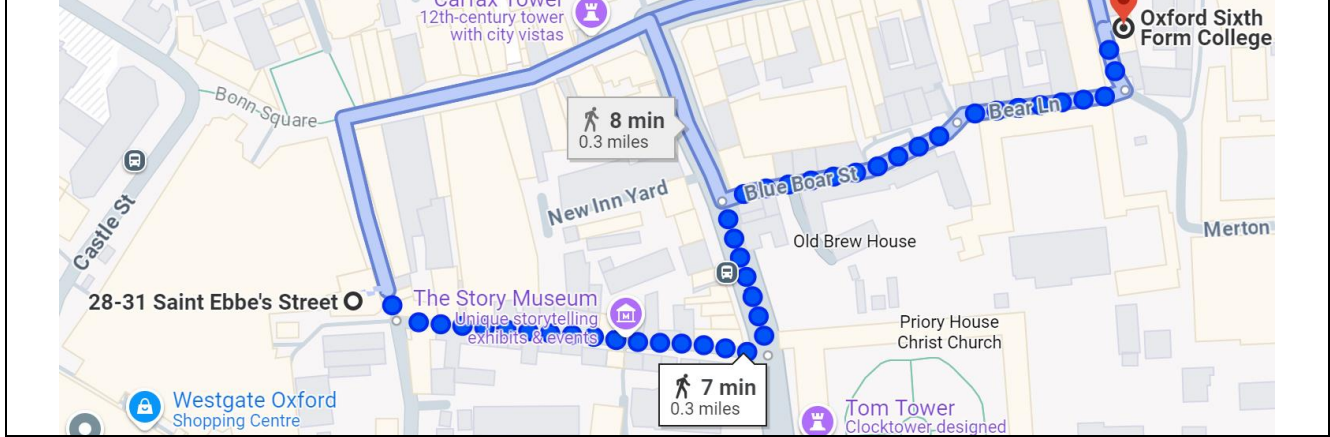 Carfax Tower
12th-century tower
with city vistas
Oxford Sixth
Form College
Bonn-Square
8 min
0.3 miles
Bear Ln
Blue Boar St
New Inn Yard
Castle St
Merton
Old Brew House
28-31 Saint Ebbe's Street
The Story Museum
Unique storytelling
exhibits & events
Priory House
Christ Church
7 min
0.3 miles
Westgate Oxford
Shopping Centre
Tom Tower
Clocktower designed